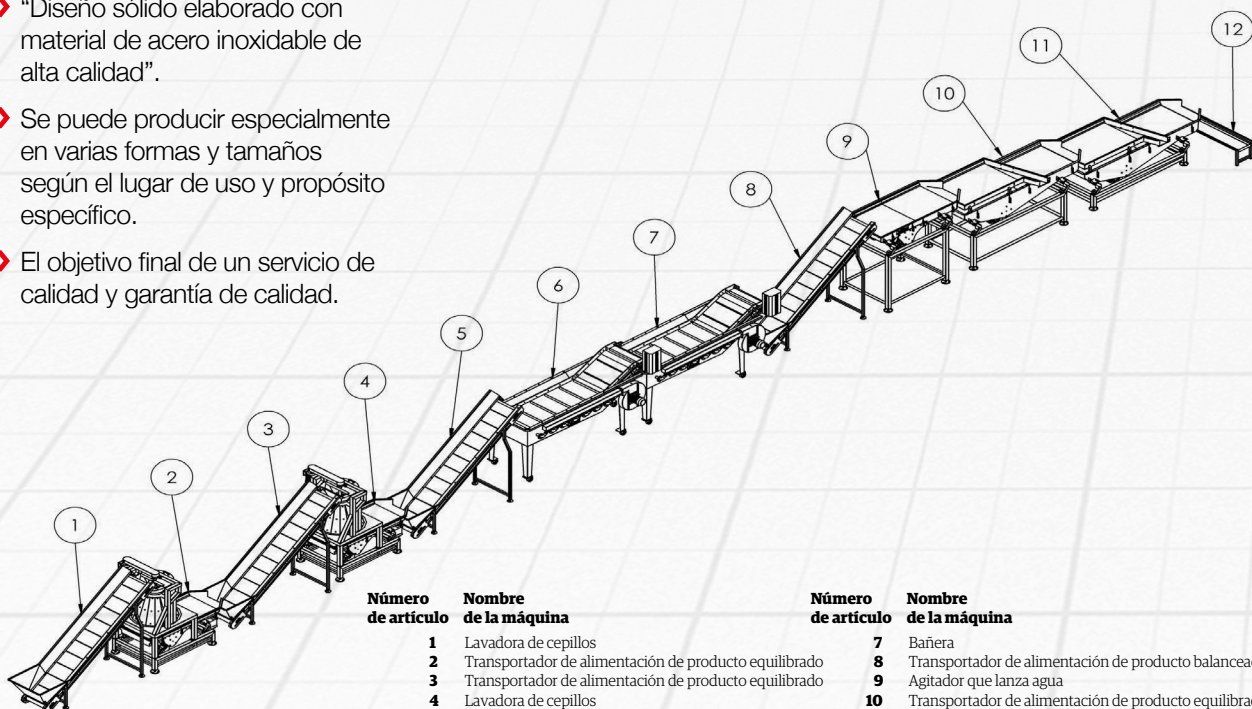 “Diseño sólido elaborado con
material de acero inoxidable de
alta calidad”.
Se puede producir especialmente
en varias formas y tamaños
según el lugar de uso y propósito
específico.
El objetivo final de un servicio de
calidad y garantía de calidad.
12
11
10
9
8
7
6
5
4
3
2
1
Número Nombre
de artículo de la máquina
1 Lavadora de cepillos
2 Transportador de alimentación de producto equilibrado
3 Transportador de alimentación de producto equilibrado
4 Lavadora de cepillos
Número Nombre
de artículo de la máquina
7 Bañera
8 Transportador de alimentación de producto
9 Agitador que lanza agua
10 Transportador de alimentación de producto